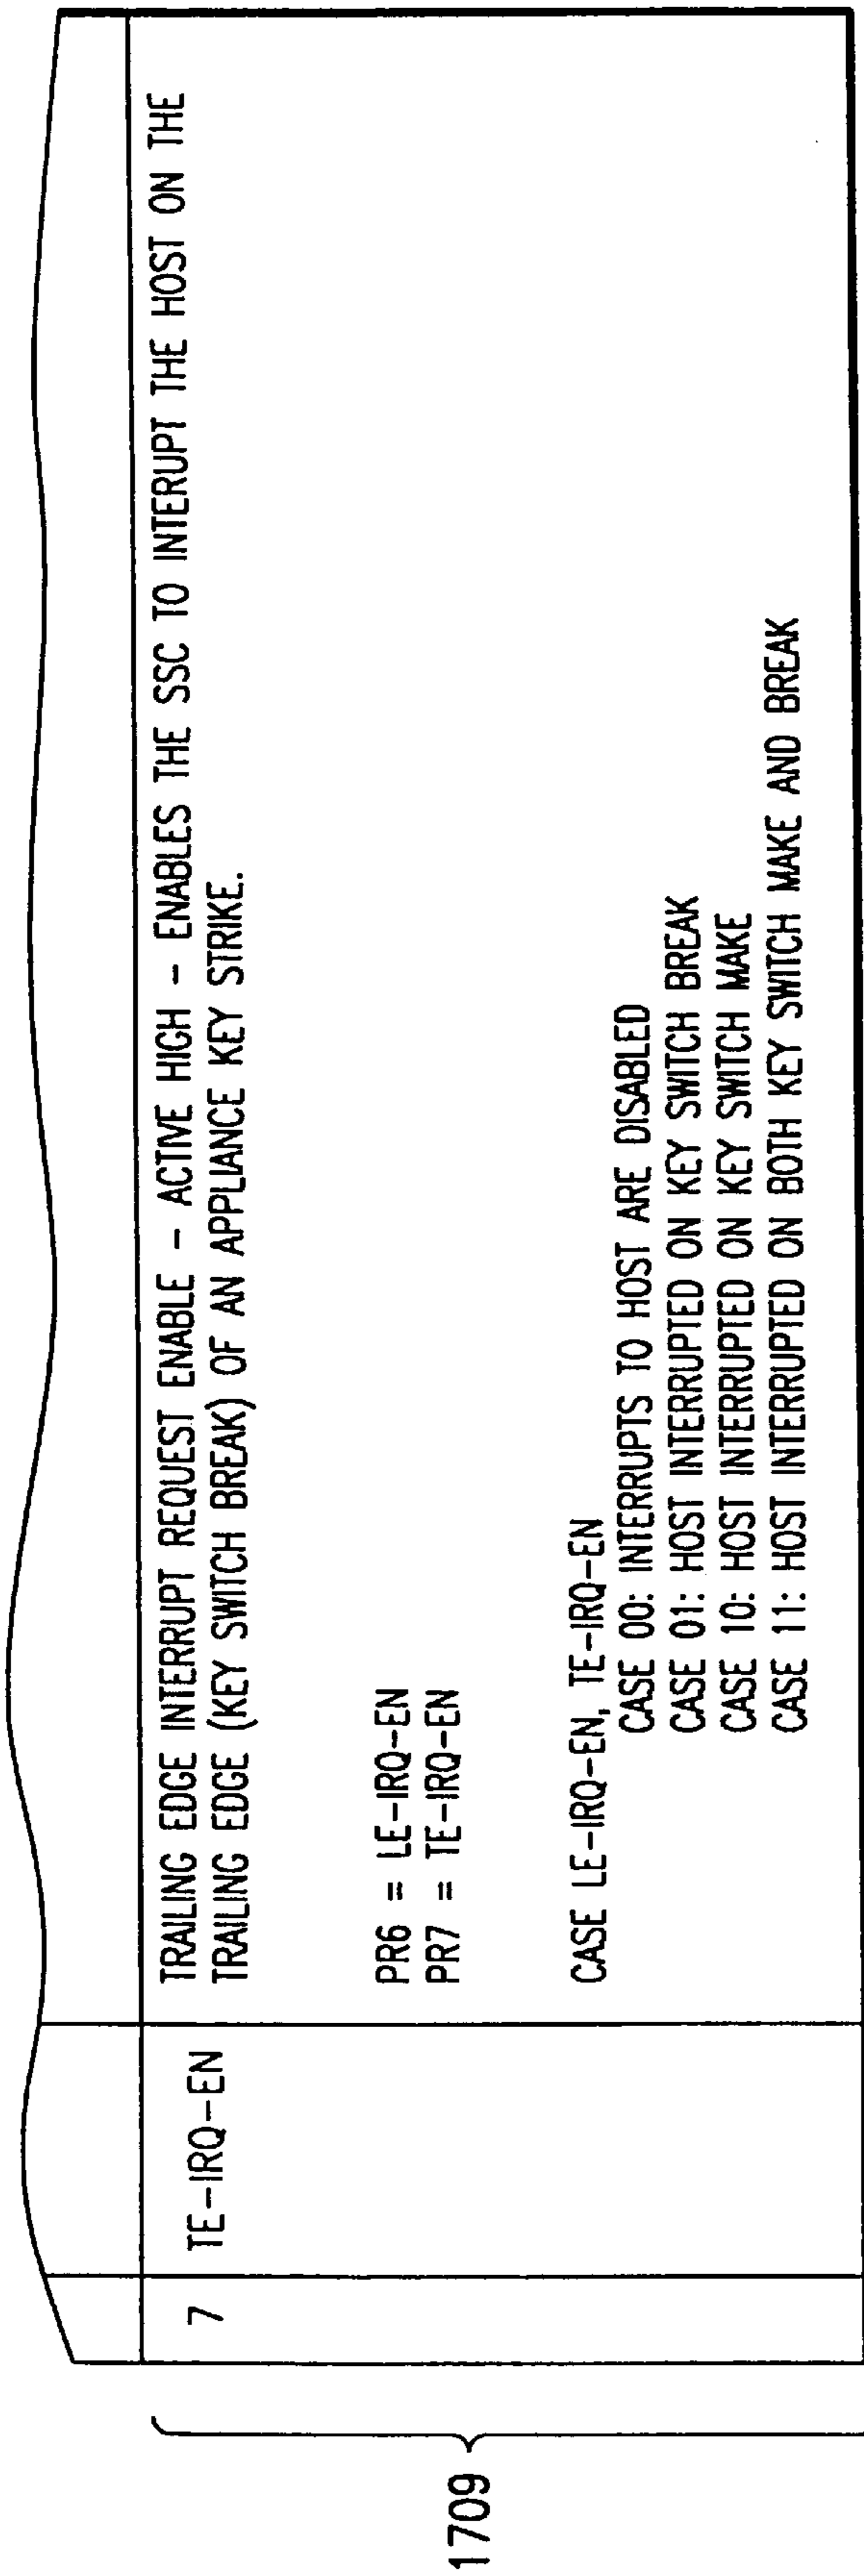 7 TE-IRQ-EN TRAILING EDGE INTERRUPT REQUEST ENABLE - ACTIVE HIGH - ENABLES THE SSC TO INTERUPT THE HOST ON THE
TRAILING EDGE (KEY SWITCH BREAK) OF AN APPLIANCE KEY STRIKE.
PR6 = LE-IRQ-EN
PR7 = TE-IRQ-EN
CASE LE-IRQ-EN, TE-IRQ-EN
CASE 00: INTERRUPTS TO HOST ARE DISABLED
CASE 01: HOST INTERRUPTED ON KEY SWITCH BREAK
CASE 10: HOST INTERRUPTED ON KEY SWITCH MAKE
CASE 11: HOST INTERRUPTED ON BOTH KEY SWITCH MAKE AND BREAK
1709